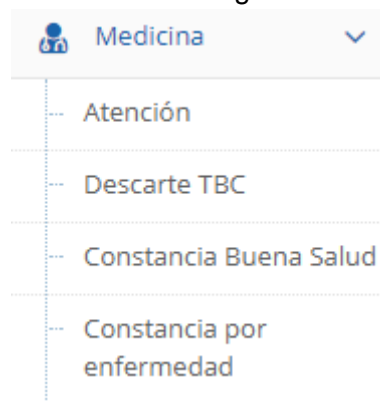 Medicina
Atención
Descarte TBC
Constancia Buena Salud
Constancia por
enfermedad